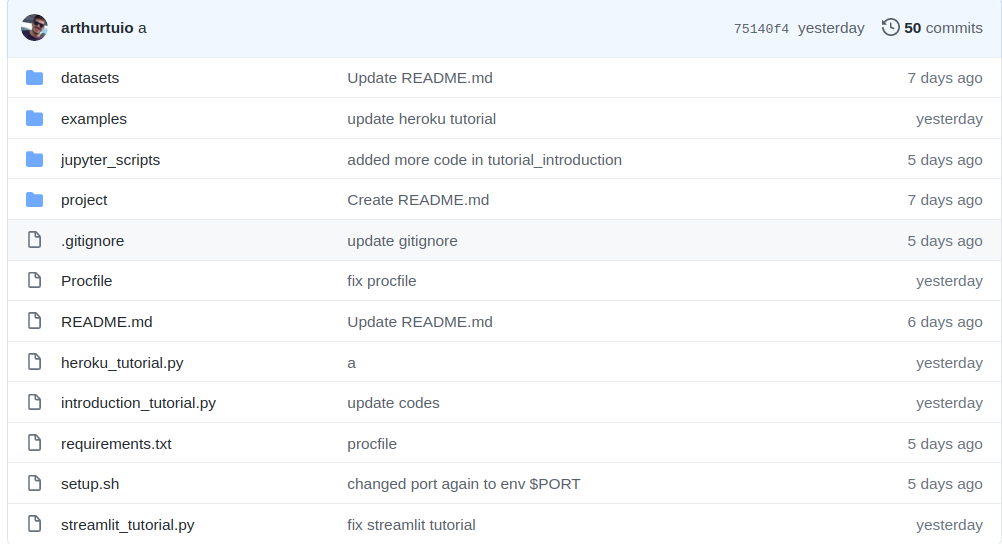 arthurtuio a 75140f4 yesterday 50 commits
datasets Update README.md 7 days ago
examples update heroku tutorial yesterday
jupyter_scripts added more code in tutorial_introduction 5 days ago
project Create README.md 7 days ago
.gitignore update gitignore 5 days ago
Procfile fix procfile yesterday
README.md Update README.md 6 days ago
heroku_tutorial.py a yesterday
introduction_tutorial.py update codes yesterday
requirements.txt procfile 5 days ago
setup.sh changed port again to env $PORT 5 days ago
streamlit_tutorial.py fix streamlit tutorial yesterday